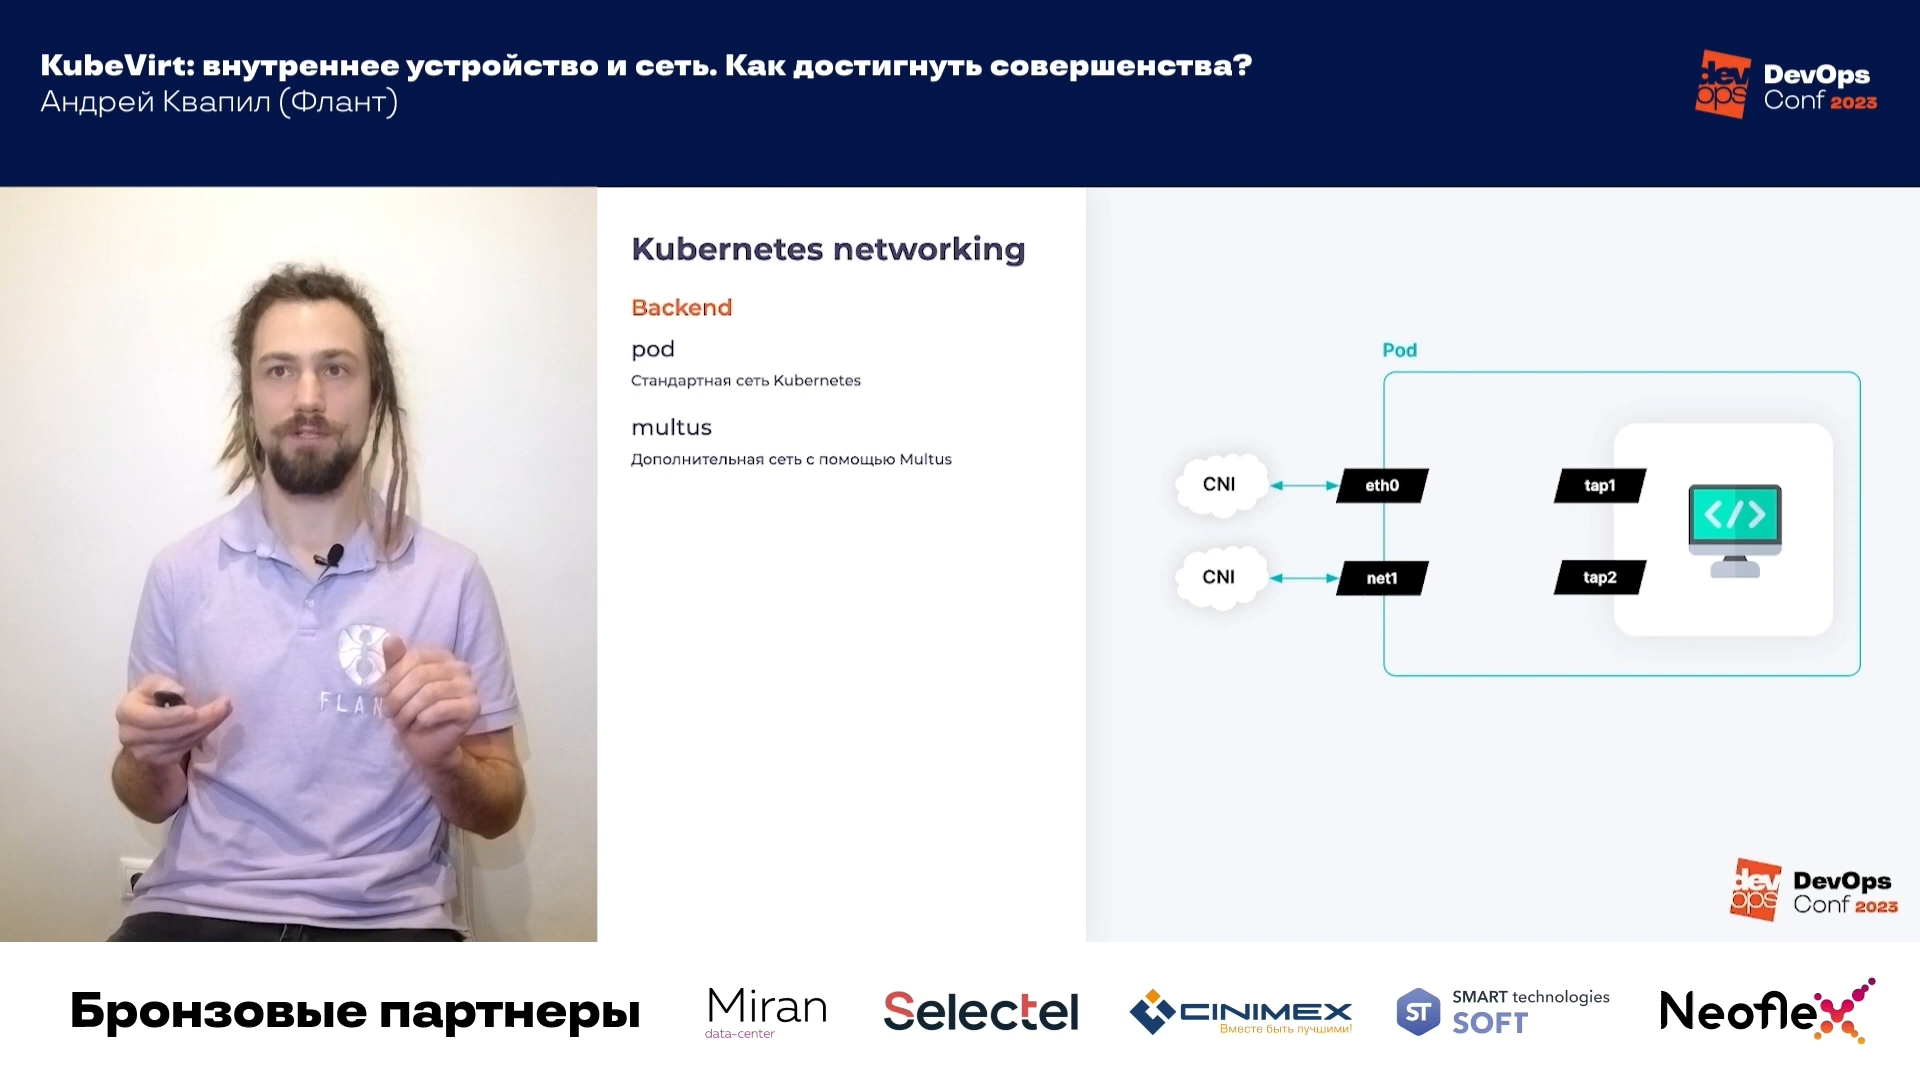 KubeVirt: внутреннее устройство и сеть. Как достигнуть совершенства?
Андрей Квапил (Флант)
dev
ops
DevOps
Conf 2023
Kubernetes networking
Backend
pod
Стандартная сеть Kubernetes
multus
Дополнительная сеть с помощью Multus
Pod
CNI
eth0
tap1
CNI
net1
tap2
</>
FLAN
dev
ops
DevOps
Conf 2023
Бронзовые партнеры
Miran
data-center
Selectel
CINIMEX
Вместе быть лучшими!
ST
SMART technologies
SOFT
Neoflex